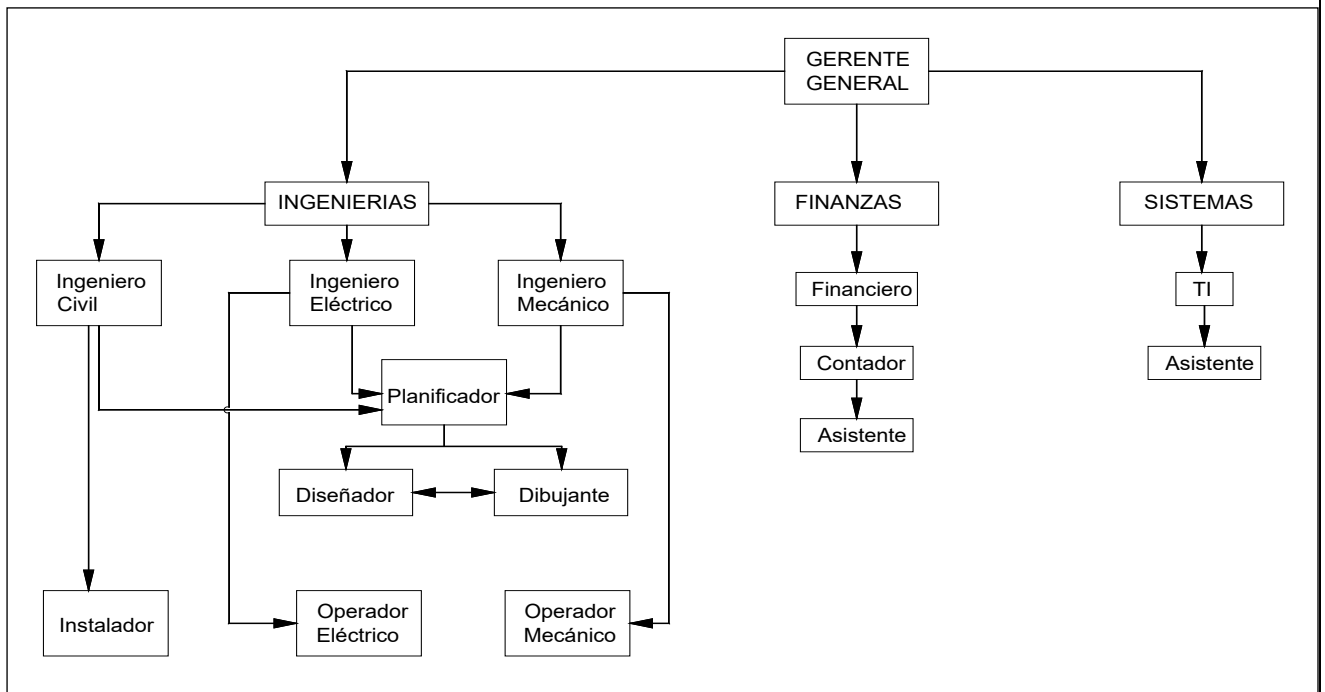 GERENTE
GENERAL
INGENIERIAS
FINANZAS
SISTEMAS
Ingeniero
Civil
Ingeniero
Eléctrico
Ingeniero
Mecánico
Financiero
TI
Contador
Asistente
Planificador
Asistente
Diseñador
Dibujante
Instalador
Operador
Eléctrico
Operador
Mecánico